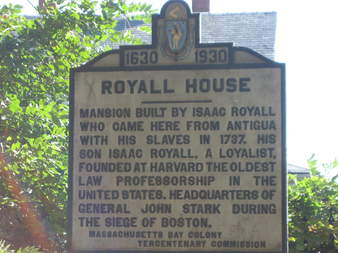 1630 1930
ROYALL HOUSE
MANSION BUILT BY ISAAC ROYALL
WHO CAME HERE FROM ANTIGUA
WITH HIS SLAVES IN 1737. HIS
SON ISAAC ROYALL, A LOYALIST,
FOUNDED AT HARVARD THE OLDEST
LAW PROFESSORSHIP IN THE
UNITED STATES. HEADQUARTERS OF
GENERAL JOHN STARK DURING
THE SIEGE OF BOSTON.
MASSACHUSETTS BAY COLONY
TERCENTENARY COMMISSION